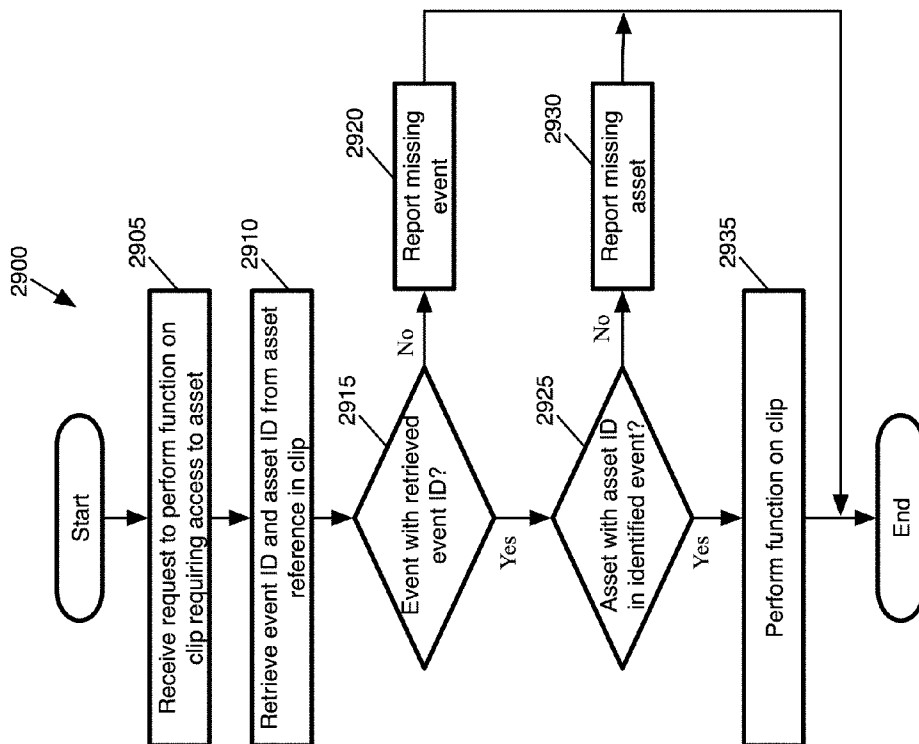 2900
Start
2905
Receive request to perform function on
clip requiring access to asset
2910
Retrieve event ID and asset ID from asset
reference in clip
2915
Event with retrieved
event ID?
No
2920
Report missing
event
Yes
2925
Asset with asset ID
in identified event?
No
2930
Report missing
asset
Yes
2935
Perform function on clip
End